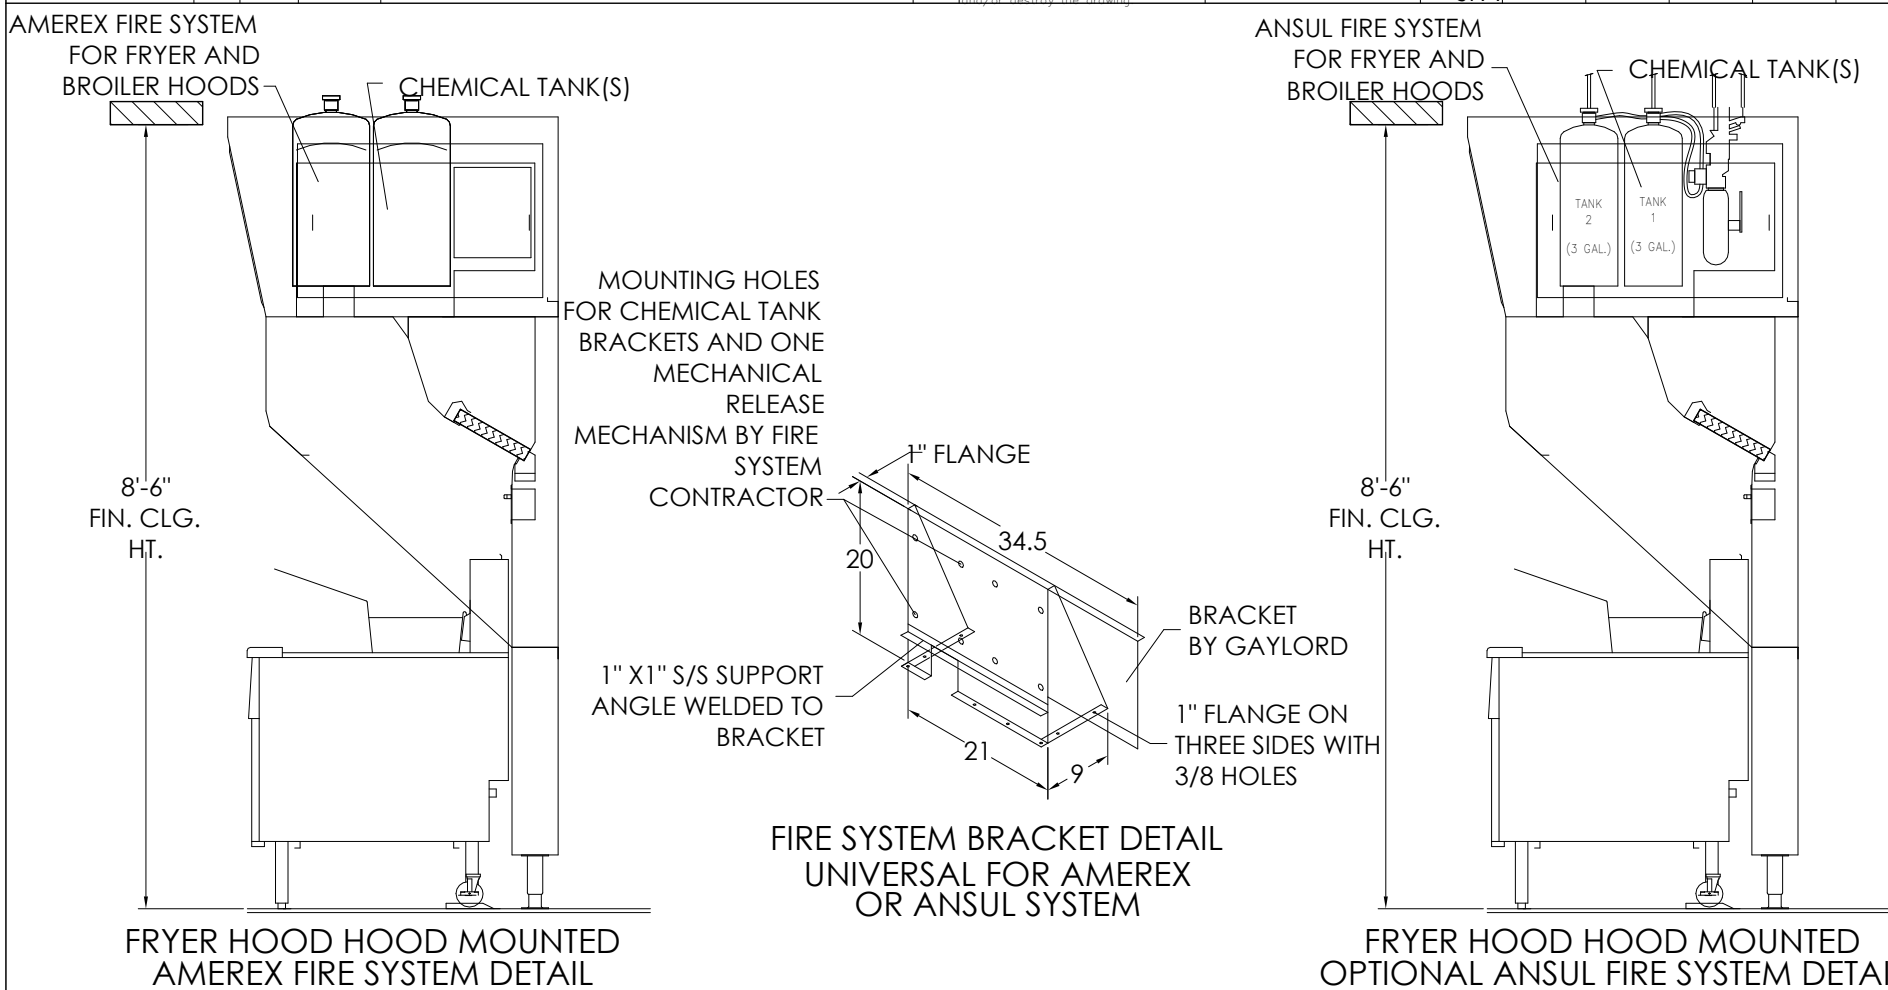 and/or destroy the drawing
AMEREX FIRE SYSTEM
FOR FRYER AND
BROILER HOODS
CHEMICAL TANK(S)
8'-6"
FIN. CLG.
HT.
FRYER HOOD HOOD MOUNTED
AMEREX FIRE SYSTEM DETAIL
MOUNTING HOLES
FOR CHEMICAL TANK
BRACKETS AND ONE
MECHANICAL
RELEASE
MECHANISM BY FIRE
SYSTEM
CONTRACTOR
1" FLANGE
34.5
20
BRACKET
BY GAYLORD
1" X1" S/S SUPPORT
ANGLE WELDED TO
BRACKET
1" FLANGE ON
THREE SIDES WITH
3/8 HOLES
21
9
FIRE SYSTEM BRACKET DETAIL
UNIVERSAL FOR AMEREX
OR ANSUL SYSTEM
ANSUL FIRE SYSTEM
FOR FRYER AND
BROILER HOODS
CHEMICAL TANK(S)
TANK
2
(3 GAL.)
TANK
1
(3 GAL.)
8'-6"
FIN. CLG.
HT.
FRYER HOOD HOOD MOUNTED
OPTIONAL ANSUL FIRE SYSTEM DETAI